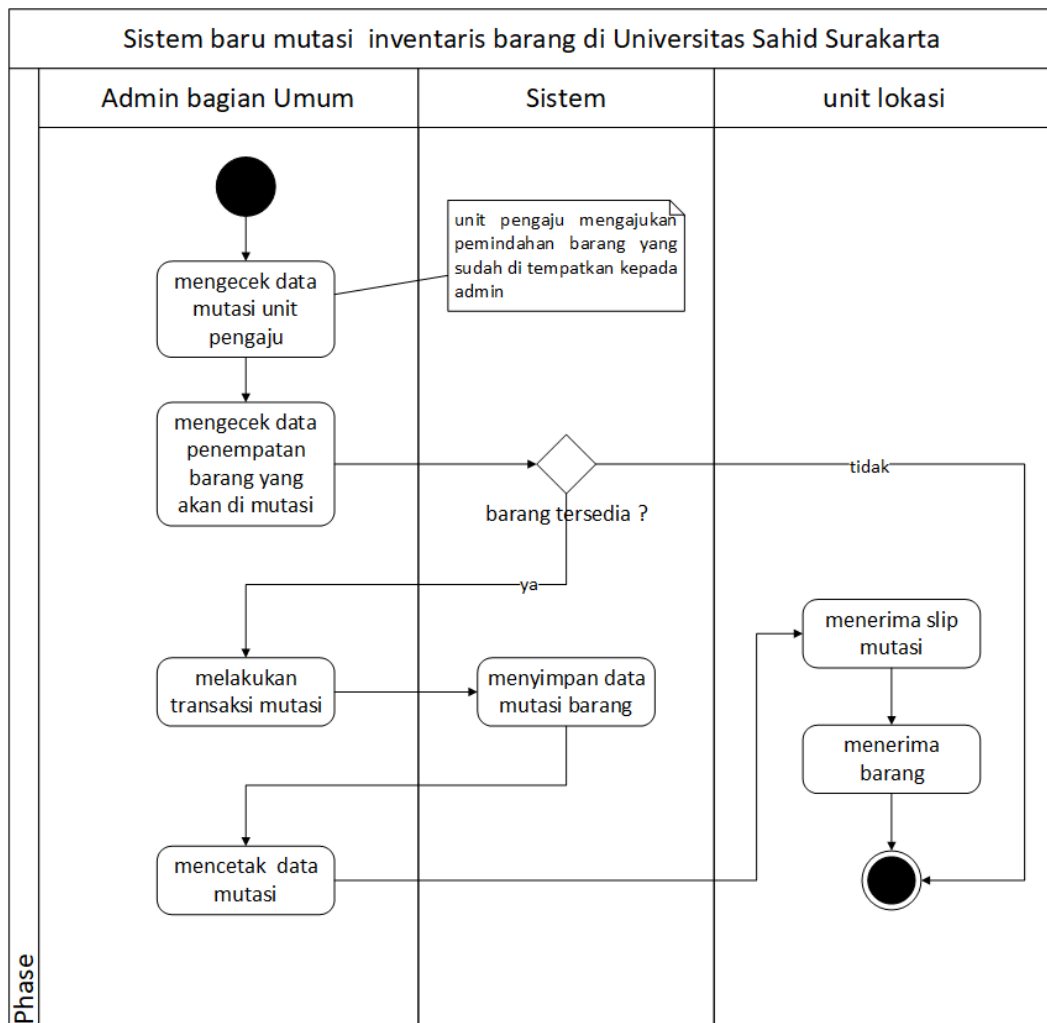 Sistem baru mutasi inventaris barang di Universitas Sahid Surakarta
Admin bagian Umum
Sistem
unit lokasi
unit pengaju mengajukan
pemindahan barang yang
sudah di tempatkan kepada
admin
mengecek data
mutasi unit
pengaju
mengecek data
penempatan
barang yang
akan di mutasi
tidak
barang tersedia ?
ya
menerima slip
mutasi
melakukan
transaksi mutasi
menyimpan data
mutasi barang
menerima
barang
mencetak data
mutasi
Phase